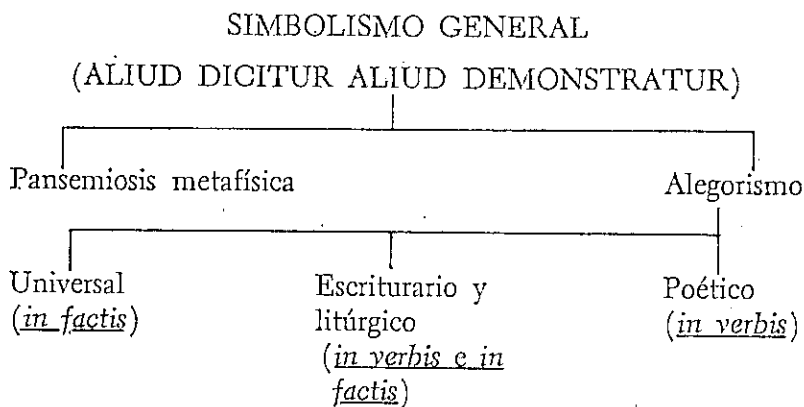 SIMBOLISMO GENERAL
(ALIUD DICITUR ALIUD DEMONSTRATUR)
Pansemiosis metafísica Alegorismo
Universal
(in factis)
Escriturario y
litúrgico
(in verbis e in
factis)
Poético
(in verbis)